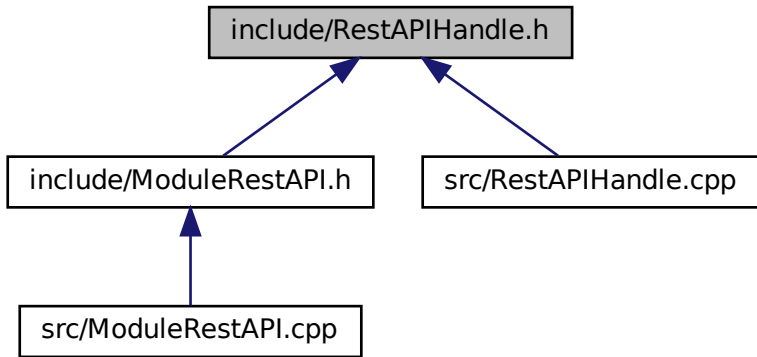 include/RestAPIHandle.h
include/ModuleRestAPI.h
src/RestAPIHandle.cpp
src/ModuleRestAPI.cpp